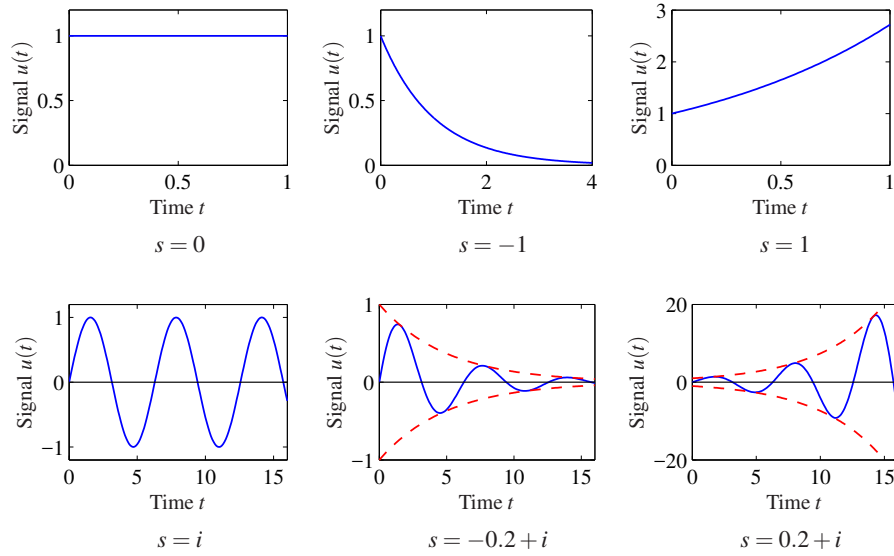 Signal u(t)
1
0.5
0
0 0.5 1
Time t
s = 0
Signal u(t)
1
0.5
0
0 2 4
Time t
s = −1
Signal u(t)
3
2
1
0
0 1
Time t
s = 1
Signal u(t)
1
0
−1
0 5 10 15
Time t
s = i
Signal u(t)
1
0
−1
0 5 10 15
Time t
s = −0.2 + i
Signal u(t)
20
0
−20
0 5 10 15
Time t
s = 0.2 + i